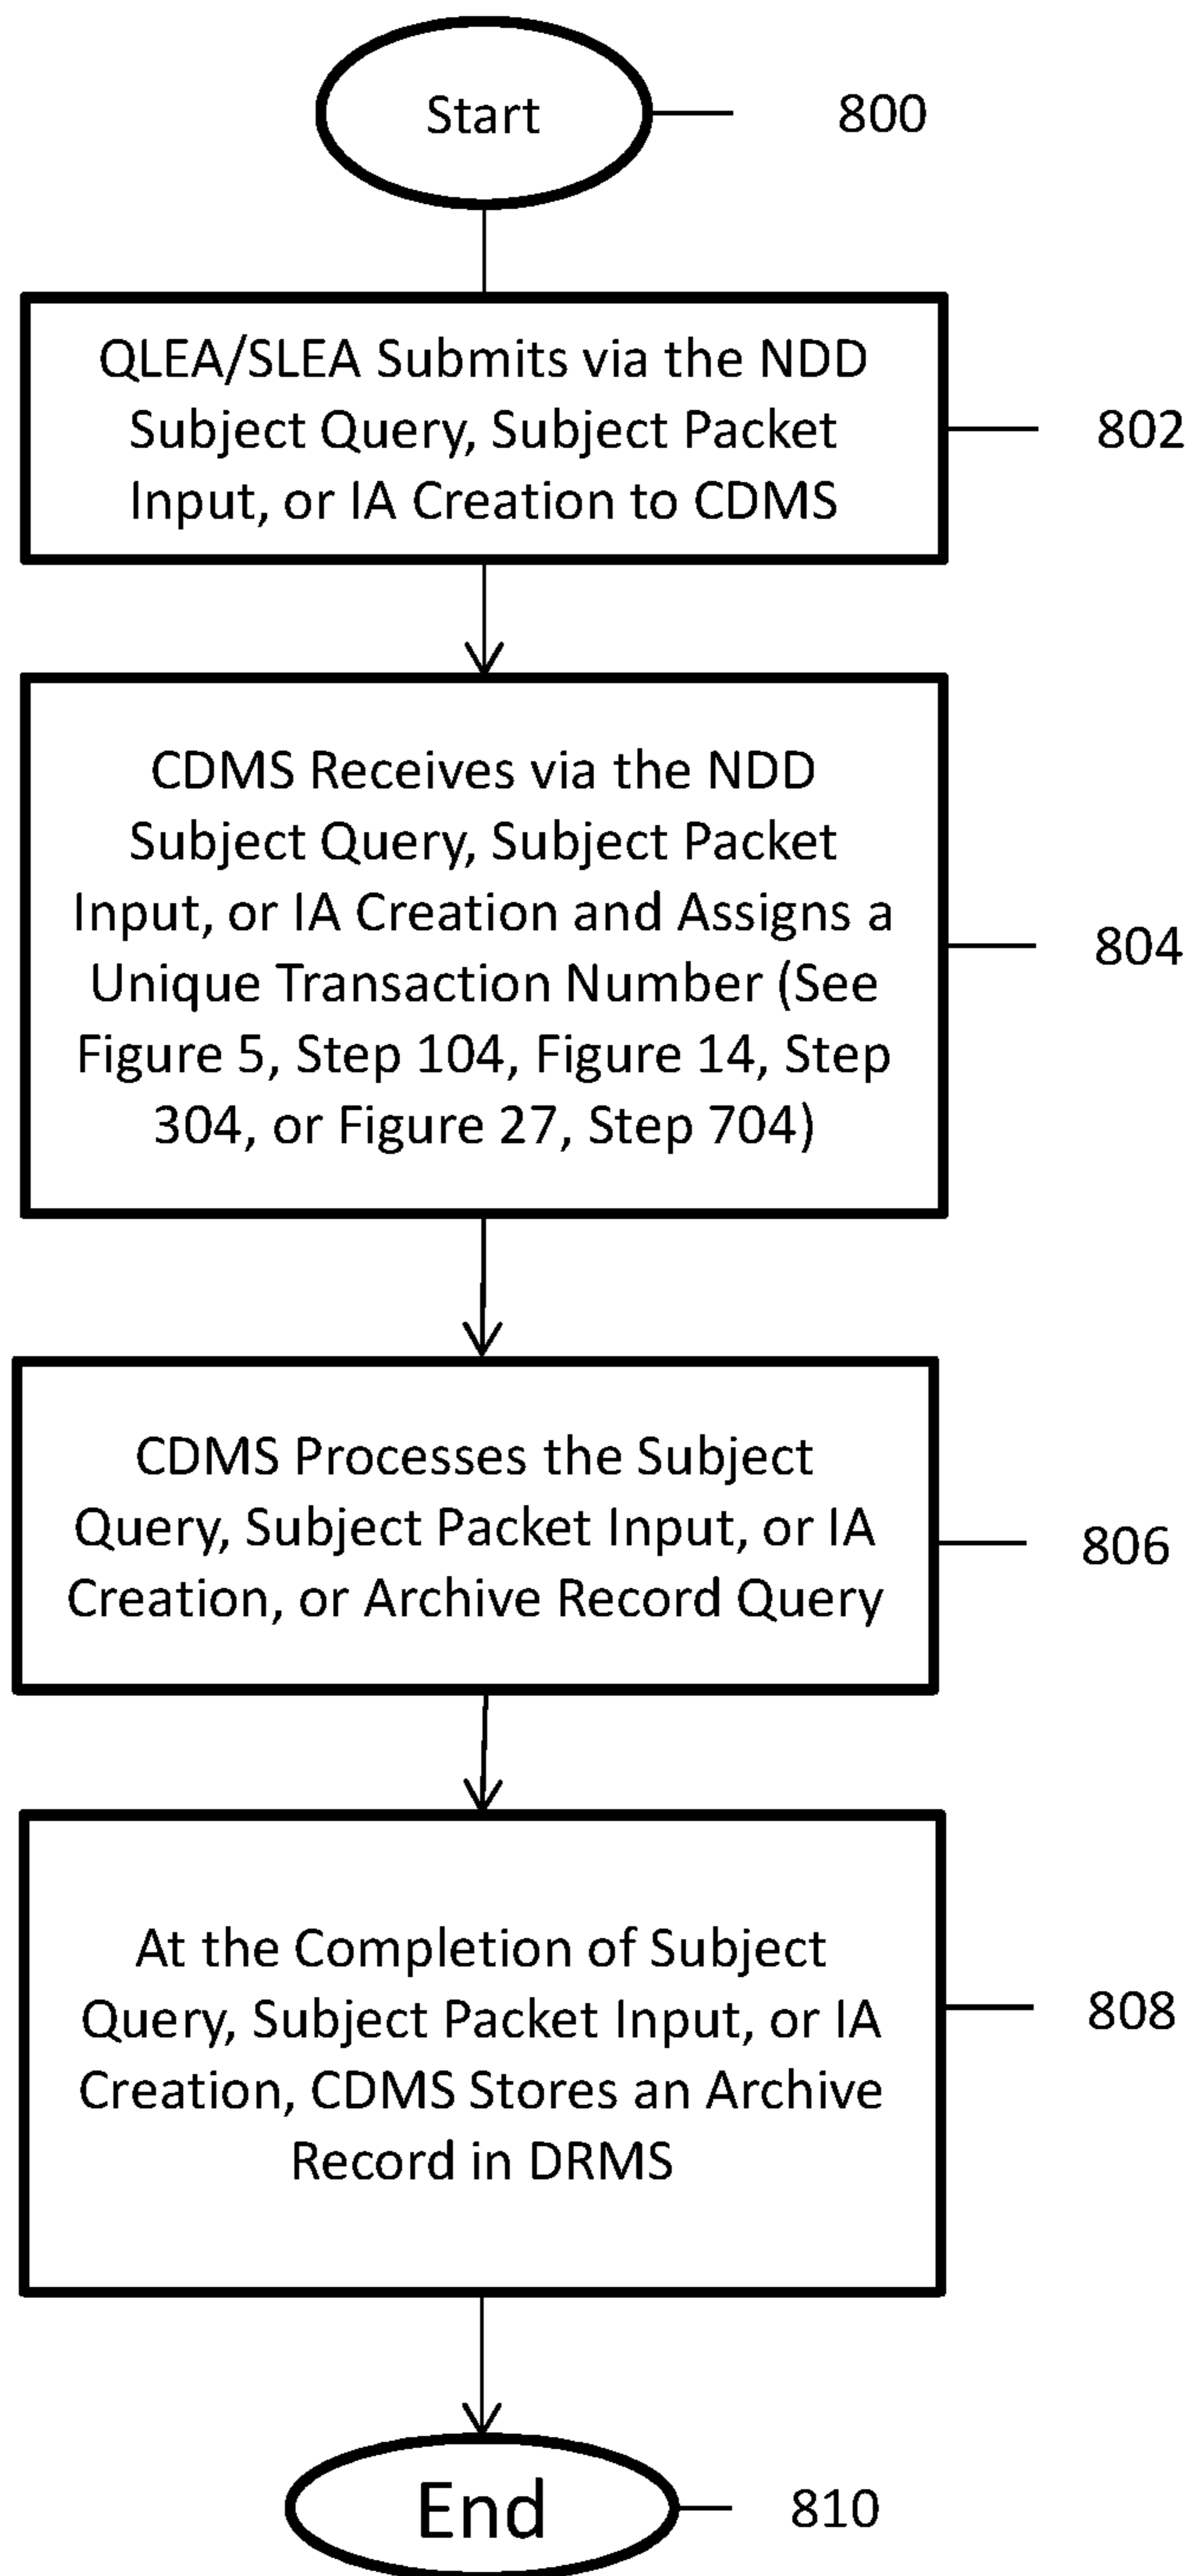 Start
800
QLEA/SLEA Submits via the NDD
Subject Query, Subject Packet
Input, or IA Creation to CDMS
802
CDMS Receives via the NDD
Subject Query, Subject Packet
Input, or IA Creation and Assigns a
Unique Transaction Number (See
Figure 5, Step 104, Figure 14, Step
304, or Figure 27, Step 704)
804
CDMS Processes the Subject
Query, Subject Packet Input, or IA
Creation, or Archive Record Query
806
At the Completion of Subject
Query, Subject Packet Input, or IA
Creation, CDMS Stores an Archive
Record in DRMS
808
End
810